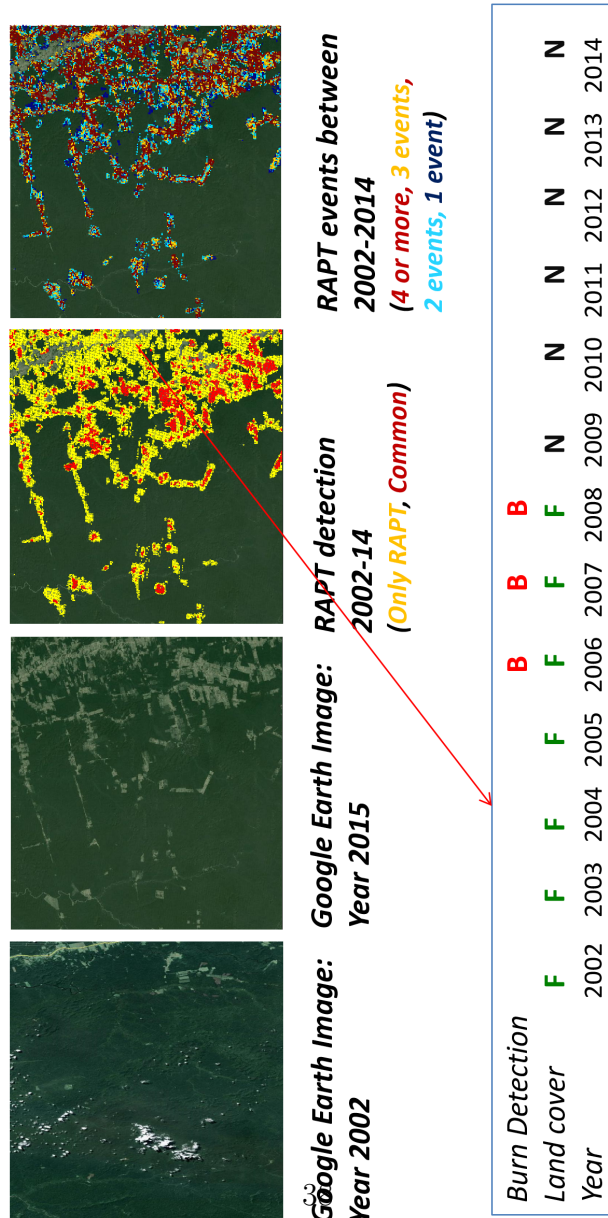 Google Earth Image:
Year 2002
Google Earth Image:
Year 2015
RAPT detection
2002-14
(Only RAPT, Common)
RAPT events between
2002-2014
(4 or more, 3 events,
2 events, 1 event)
Burn Detection B B B
Land cover F F F F F F F N N N N N N
Year 2002 2003 2004 2005 2006 2007 2008 2009 2010 2011 2012 2013 2014